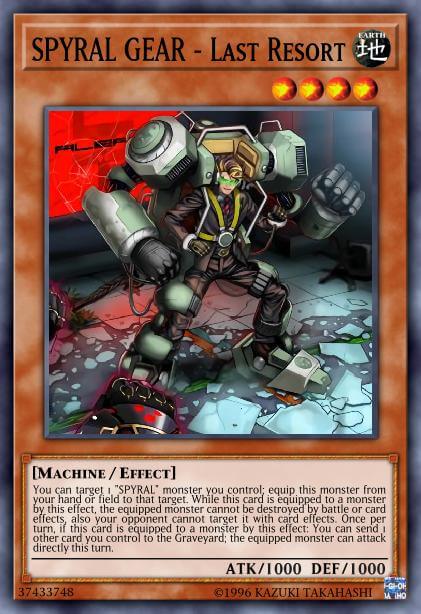 SPYRAL GEAR - LAST RESORT
EARTH
地
[MACHINE / EFFECT]
You can target 1 "SPYRAL" monster you control; equip this monster from
your hand or field to that target. While this card is equipped to a monster
by this effect, the equipped monster cannot be destroyed by battle or card
effects, also your opponent cannot target it with card effects. Once per
turn, if this card is equipped to a monster by this effect: You can send 1
other card you control to the Graveyard; the equipped monster can attack
directly this turn.
ATK/1000 DEF/1000
37433748
©1996 KAZUKI TAKAHASHI